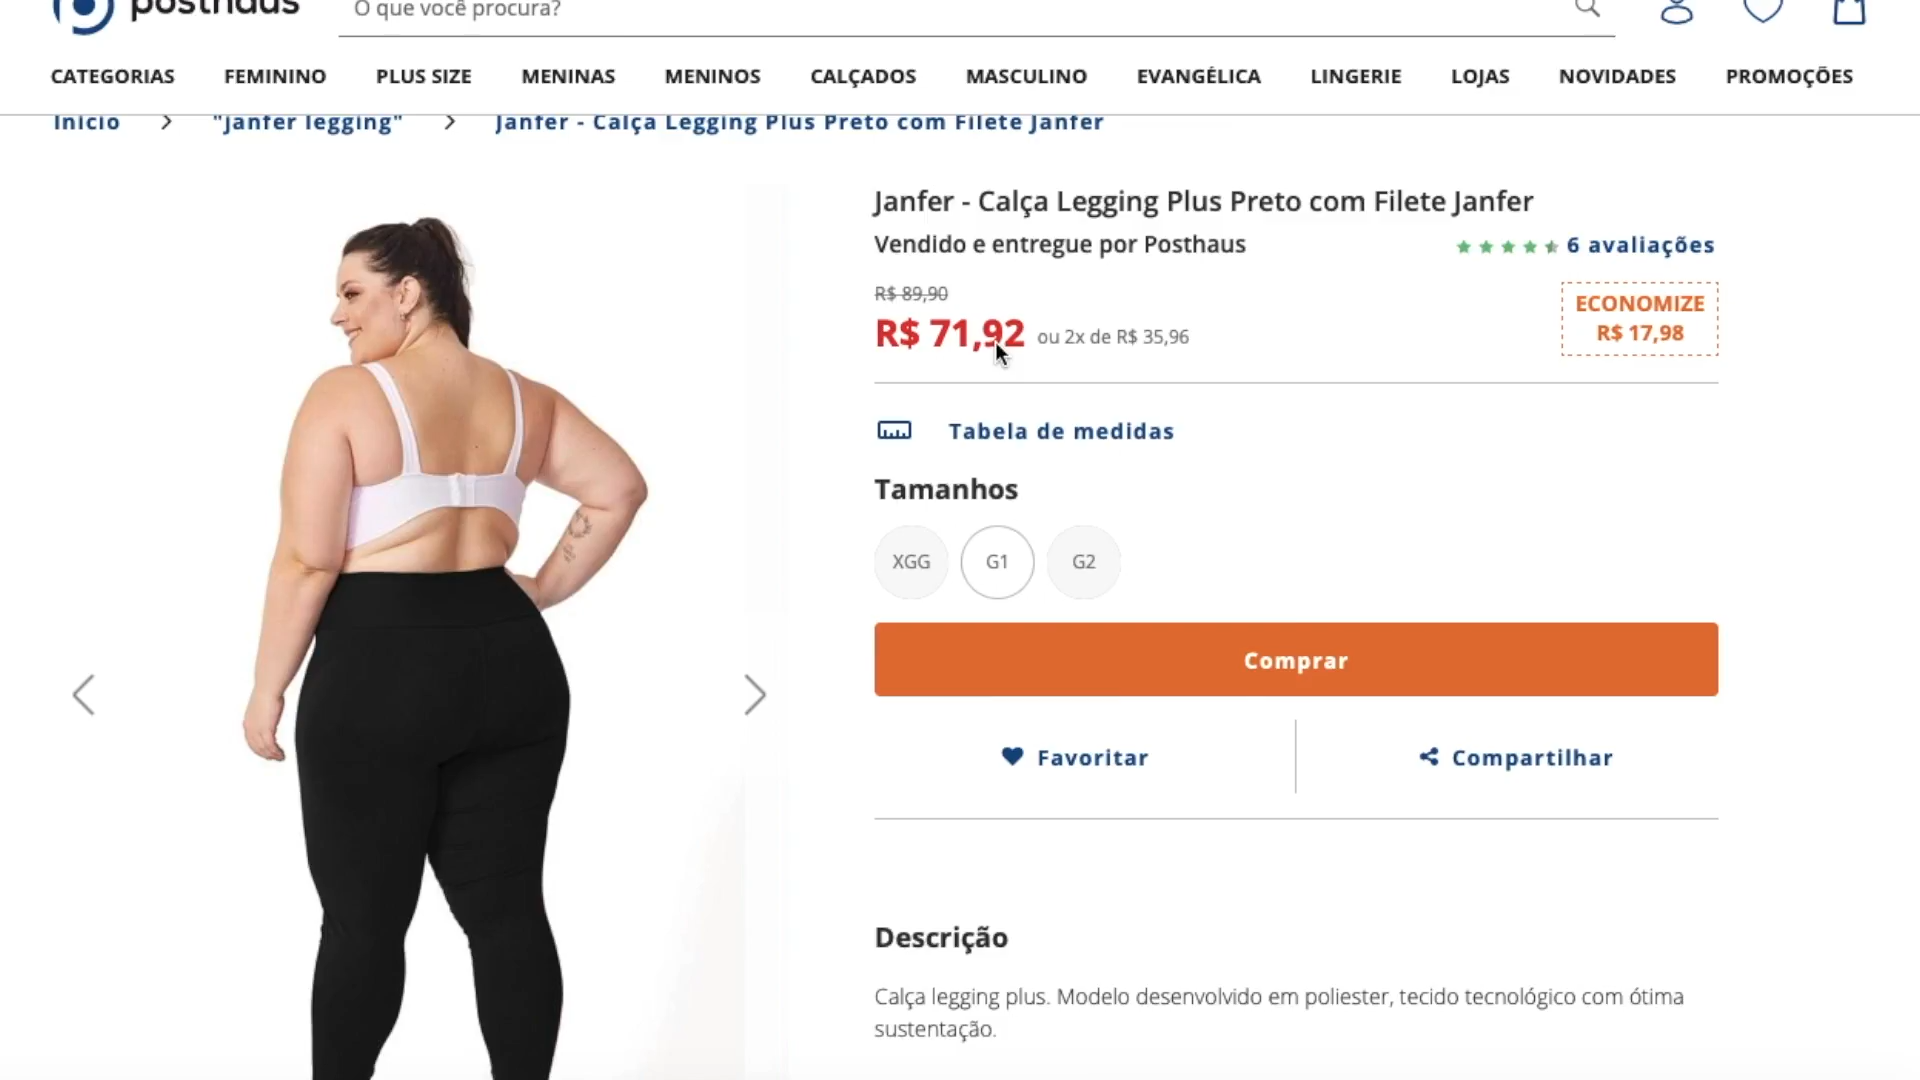 posthaus
O que você procura?
CATEGORIAS FEMININO PLUS SIZE MENINAS MENINOS CALÇADOS MASCULINO EVANGÉLICA LINGERIE LOJAS NOVIDADES PROMOÇÕES
Início > "janfer legging" > Janfer - Calça Legging Plus Preto com Filete Janfer
Janfer - Calça Legging Plus Preto com Filete Janfer
Vendido e entregue por Posthaus
6 avaliações
R$ 89,90
R$ 71,92 ou 2x de R$ 35,96
ECONOMIZE
R$ 17,98
Tabela de medidas
Tamanhos
XGG G1 G2
Comprar
Favoritar
Compartilhar
Descrição
Calça legging plus. Modelo desenvolvido em poliester, tecido tecnológico com ótima
sustentação.